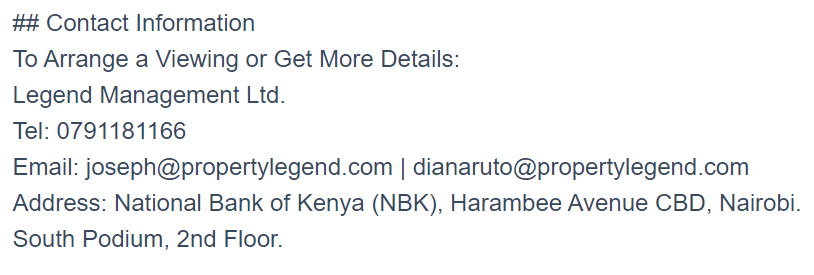 ## Contact Information
To Arrange a Viewing or Get More Details:
Legend Management Ltd.
Tel: 0791181166
Email: joseph@propertylegend.com | dianaruto@propertylegend.com
Address: National Bank of Kenya (NBK), Harambee Avenue CBD, Nairobi.
South Podium, 2nd Floor.